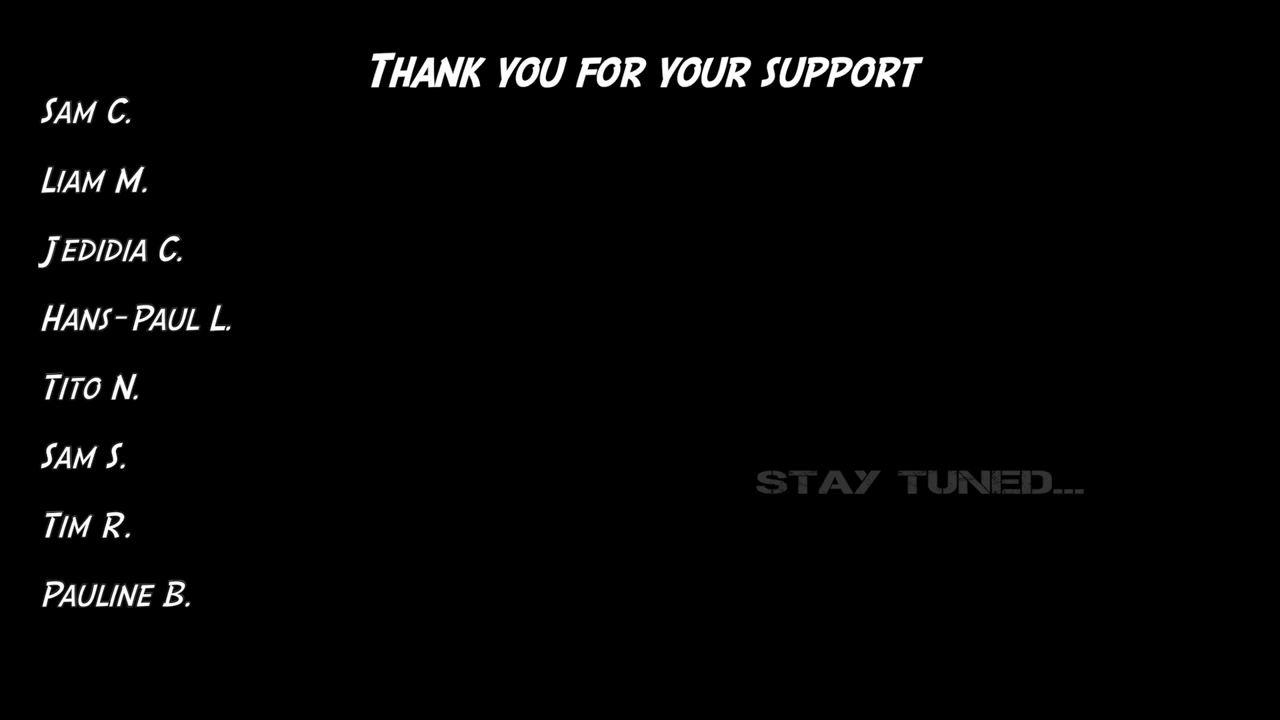 Thank you for your support
Sam C.
Liam M.
Jedidia C.
Hans-Paul L.
Tito N.
Sam S.
STAY TUNED...
Tim R.
Pauline B.